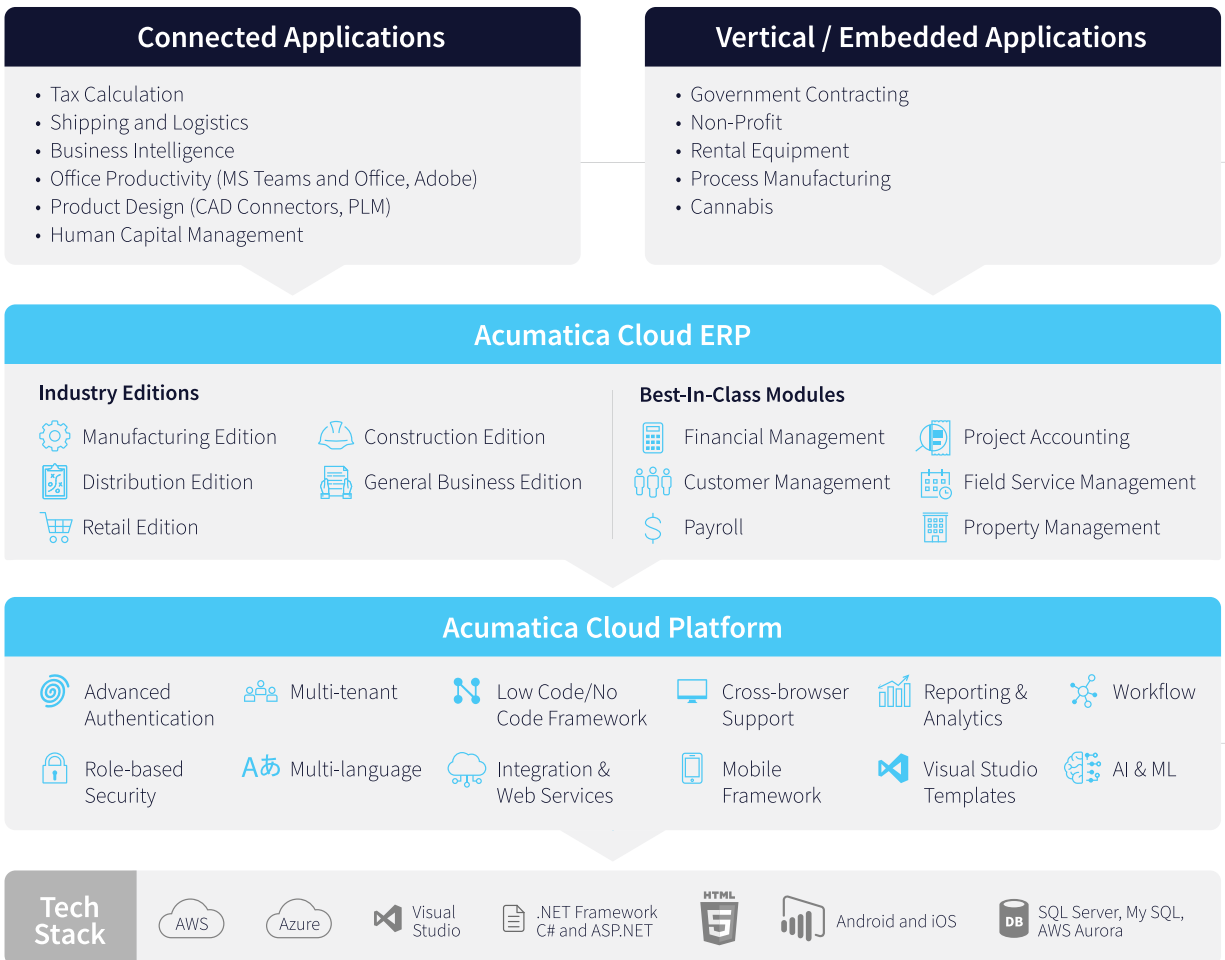 Connected Applications
• Tax Calculation
• Shipping and Logistics
• Business Intelligence
• Office Productivity (MS Teams and Office, Adobe)
• Product Design (CAD Connectors, PLM)
• Human Capital Management
Vertical / Embedded Applications
• Government Contracting
• Non-Profit
• Rental Equipment
• Process Manufacturing
• Cannabis
Acumatica Cloud ERP
Industry Editions
Manufacturing Edition
Construction Edition
Distribution Edition
General Business Edition
Retail Edition
Best-In-Class Modules
Financial Management
Project Accounting
Customer Management
Field Service Management
$
Payroll
Property Management
Acumatica Cloud Platform
Advanced
Authentication
Multi-tenant
Low Code/No
Code Framework
Cross-browser
Support
Reporting &
Analytics
Workflow
Role-based
Security
Aあ
Multi-language
Integration &
Web Services
Mobile
Framework
Visual Studio
Templates
AI & ML
Tech
Stack
AWS
Azure
Visual
Studio
.NET Framework
C# and ASP.NET
HTML
5
Android and iOS
DB
SQL Server, My SQL,
AWS Aurora